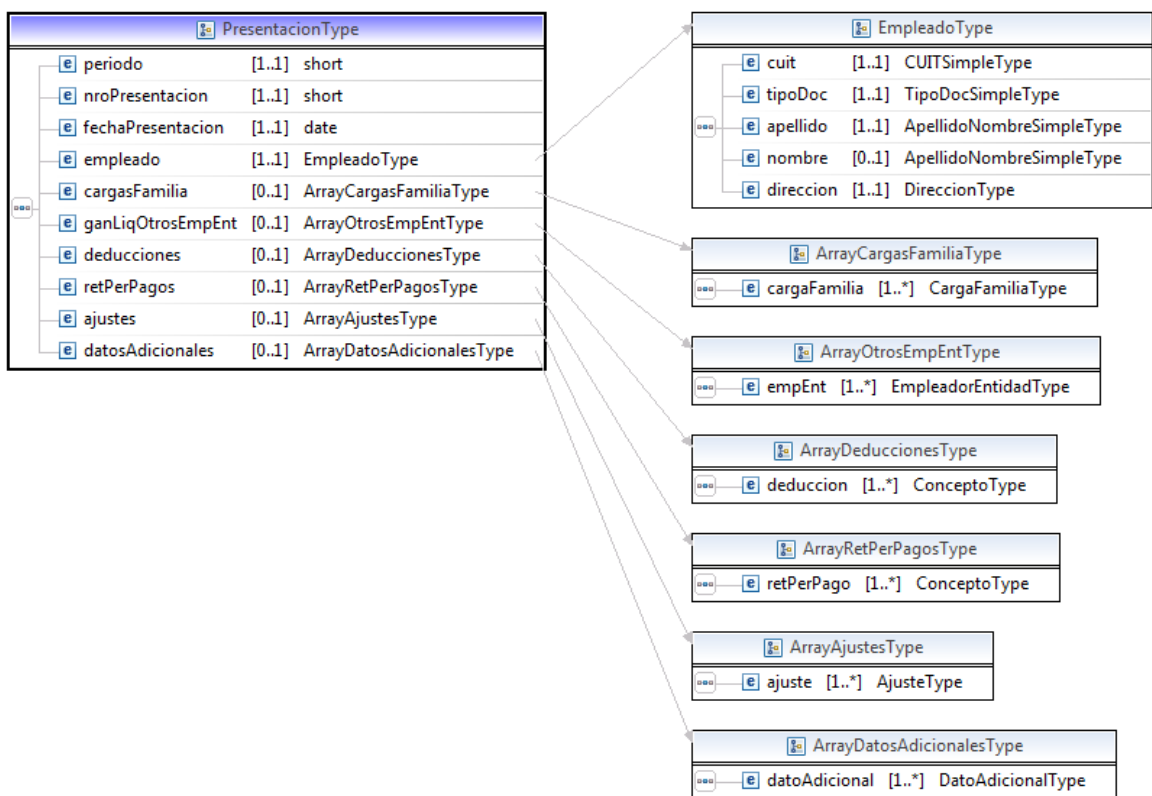 PresentacionType
periodo [1..1] short
nroPresentacion [1..1] short
fechaPresentacion [1..1] date
empleado [1..1] EmpleadoType
cargasFamilia [0..1] ArrayCargasFamiliaType
ganLiqOtrosEmpEnt [0..1] ArrayOtrosEmpEntType
deducciones [0..1] ArrayDeduccionesType
retPerPagos [0..1] ArrayRetPerPagosType
ajustes [0..1] ArrayAjustesType
datosAdicionales [0..1] ArrayDatosAdicionalesType
EmpleadoType
cuit [1..1] CUITSimpleType
tipoDoc [1..1] TipoDocSimpleType
apellido [1..1] ApellidoNombreSimpleType
nombre [0..1] ApellidoNombreSimpleType
direccion [1..1] DireccionType
ArrayCargasFamiliaType
cargaFamilia [1..*] CargaFamiliaType
ArrayOtrosEmpEntType
empEnt [1..*] EmpleadorEntidadType
ArrayDeduccionesType
deduccion [1..*] ConceptoType
ArrayRetPerPagosType
retPerPago [1..*] ConceptoType
ArrayAjustesType
ajuste [1..*] AjusteType
ArrayDatosAdicionalesType
datoAdicional [1..*] DatoAdicionalType